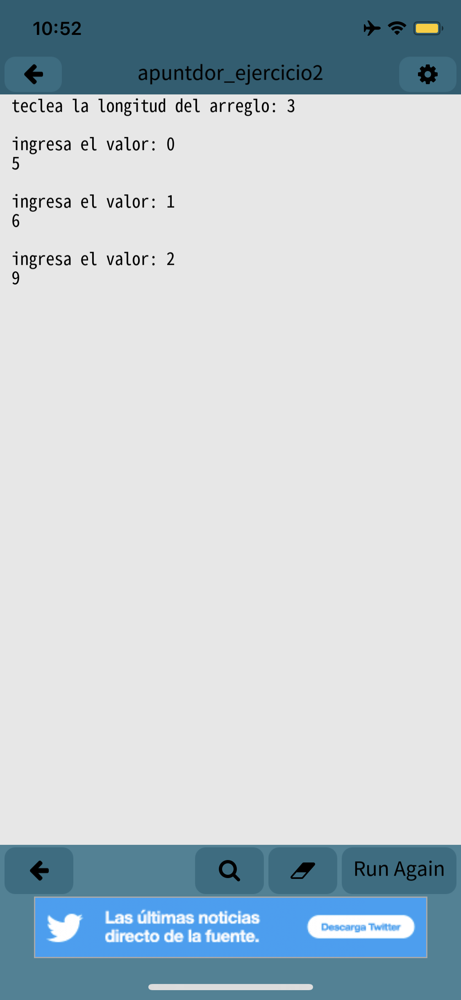 10:52
apuntdor_ejercicio2
teclea la longitud del arreglo: 3
ingresa el valor: 0
5
ingresa el valor: 1
6
ingresa el valor: 2
9
Run Again
Las últimas noticias
directo de la fuente.
Descarga Twitter